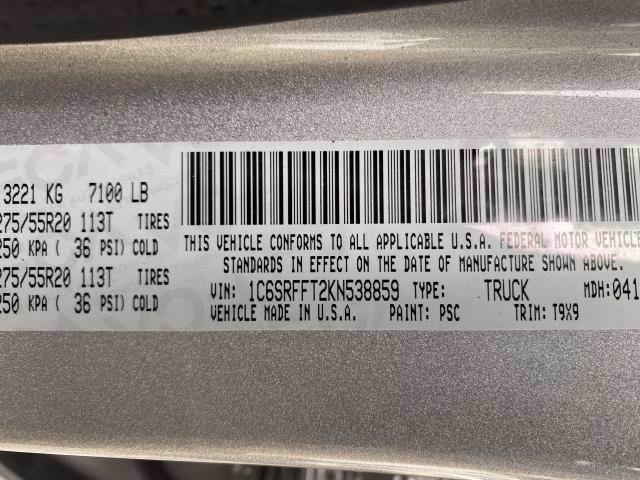 3221 KG 7100 LB
275/55R20 113T TIRES
250 KPA ( 36 PSI) COLD
275/55R20 113T TIRES
250 KPA ( 36 PSI) COLD
THIS VEHICLE CONFORMS TO ALL APPLICABLE U.S.A. FEDERAL MOTOR VEHICLE
STANDARDS IN EFFECT ON THE DATE OF MANUFACTURE SHOWN ABOVE.
VIN: 1C6SRFFT2KN538859 TYPE: TRUCK MDH:041
VEHICLE MADE IN U.S.A. PAINT: PSC TRIM: T9X9